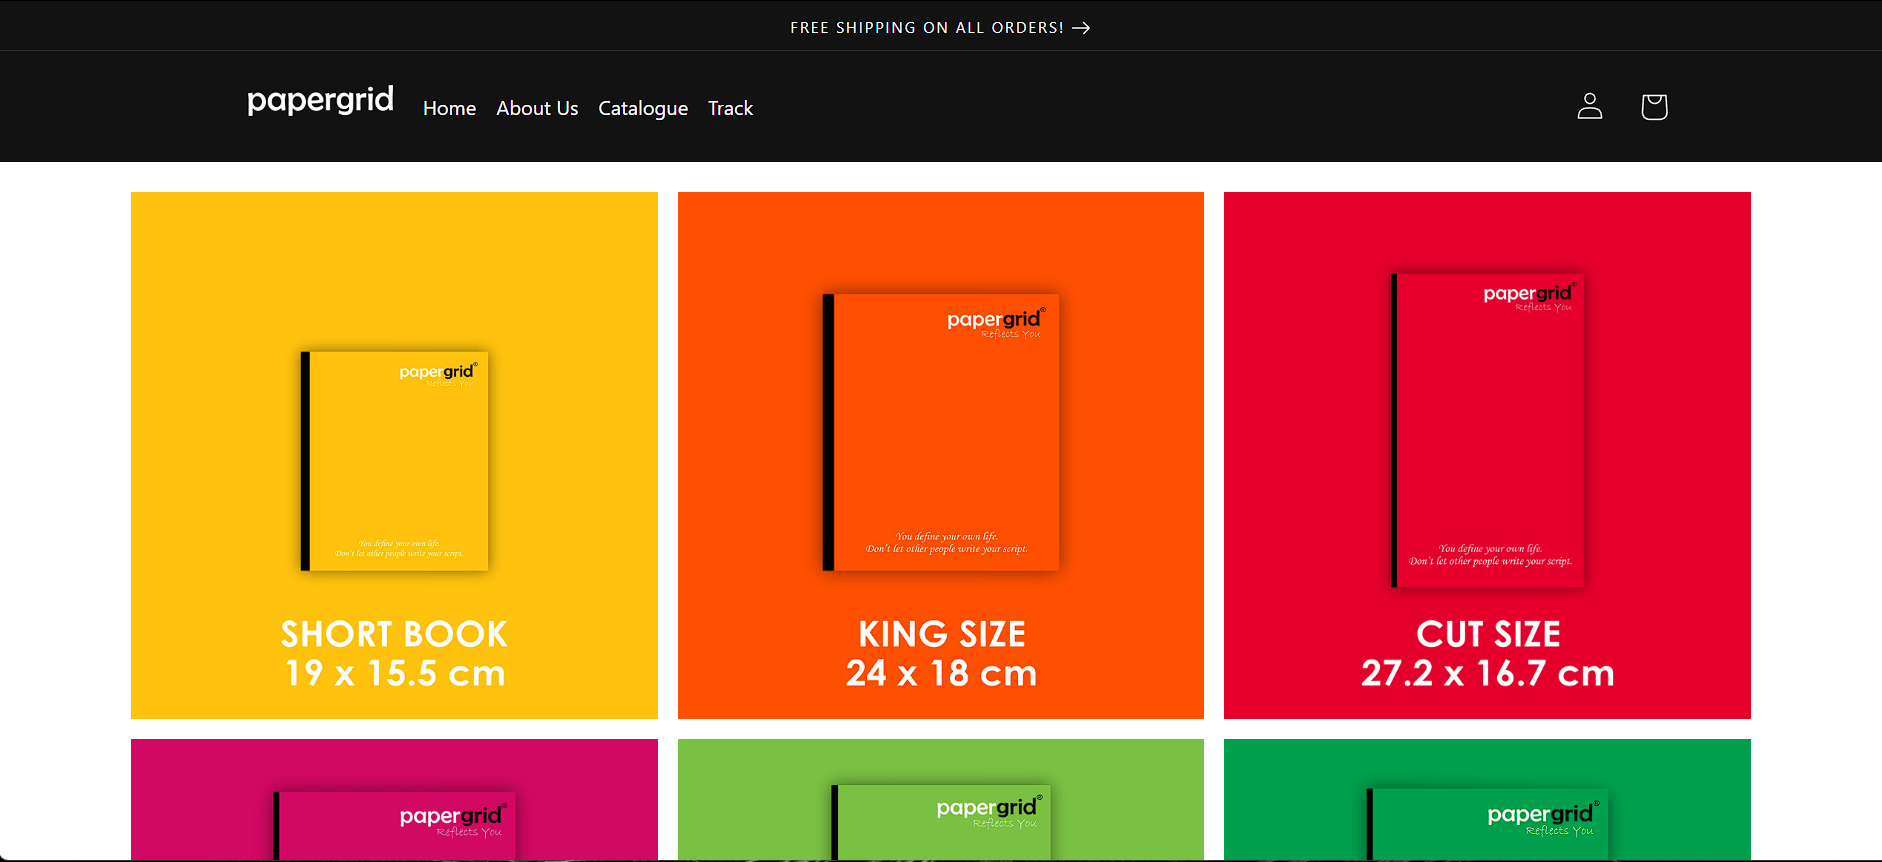 FREE SHIPPING ON ALL ORDERS! →
papergrid Home About Us Catalogue Track
papergrid®
Reflects You
You define your own life.
Don't let other people write your script.
SHORT BOOK
19 x 15.5 cm
papergrid®
Reflects You
You define your own life.
Don't let other people write your script.
KING SIZE
24 x 18 cm
papergrid®
Reflects You
You define your own life.
Don't let other people write your script.
CUT SIZE
27.2 x 16.7 cm
papergrid®
Reflects You
papergrid®
Reflects You
papergrid®
Reflects You